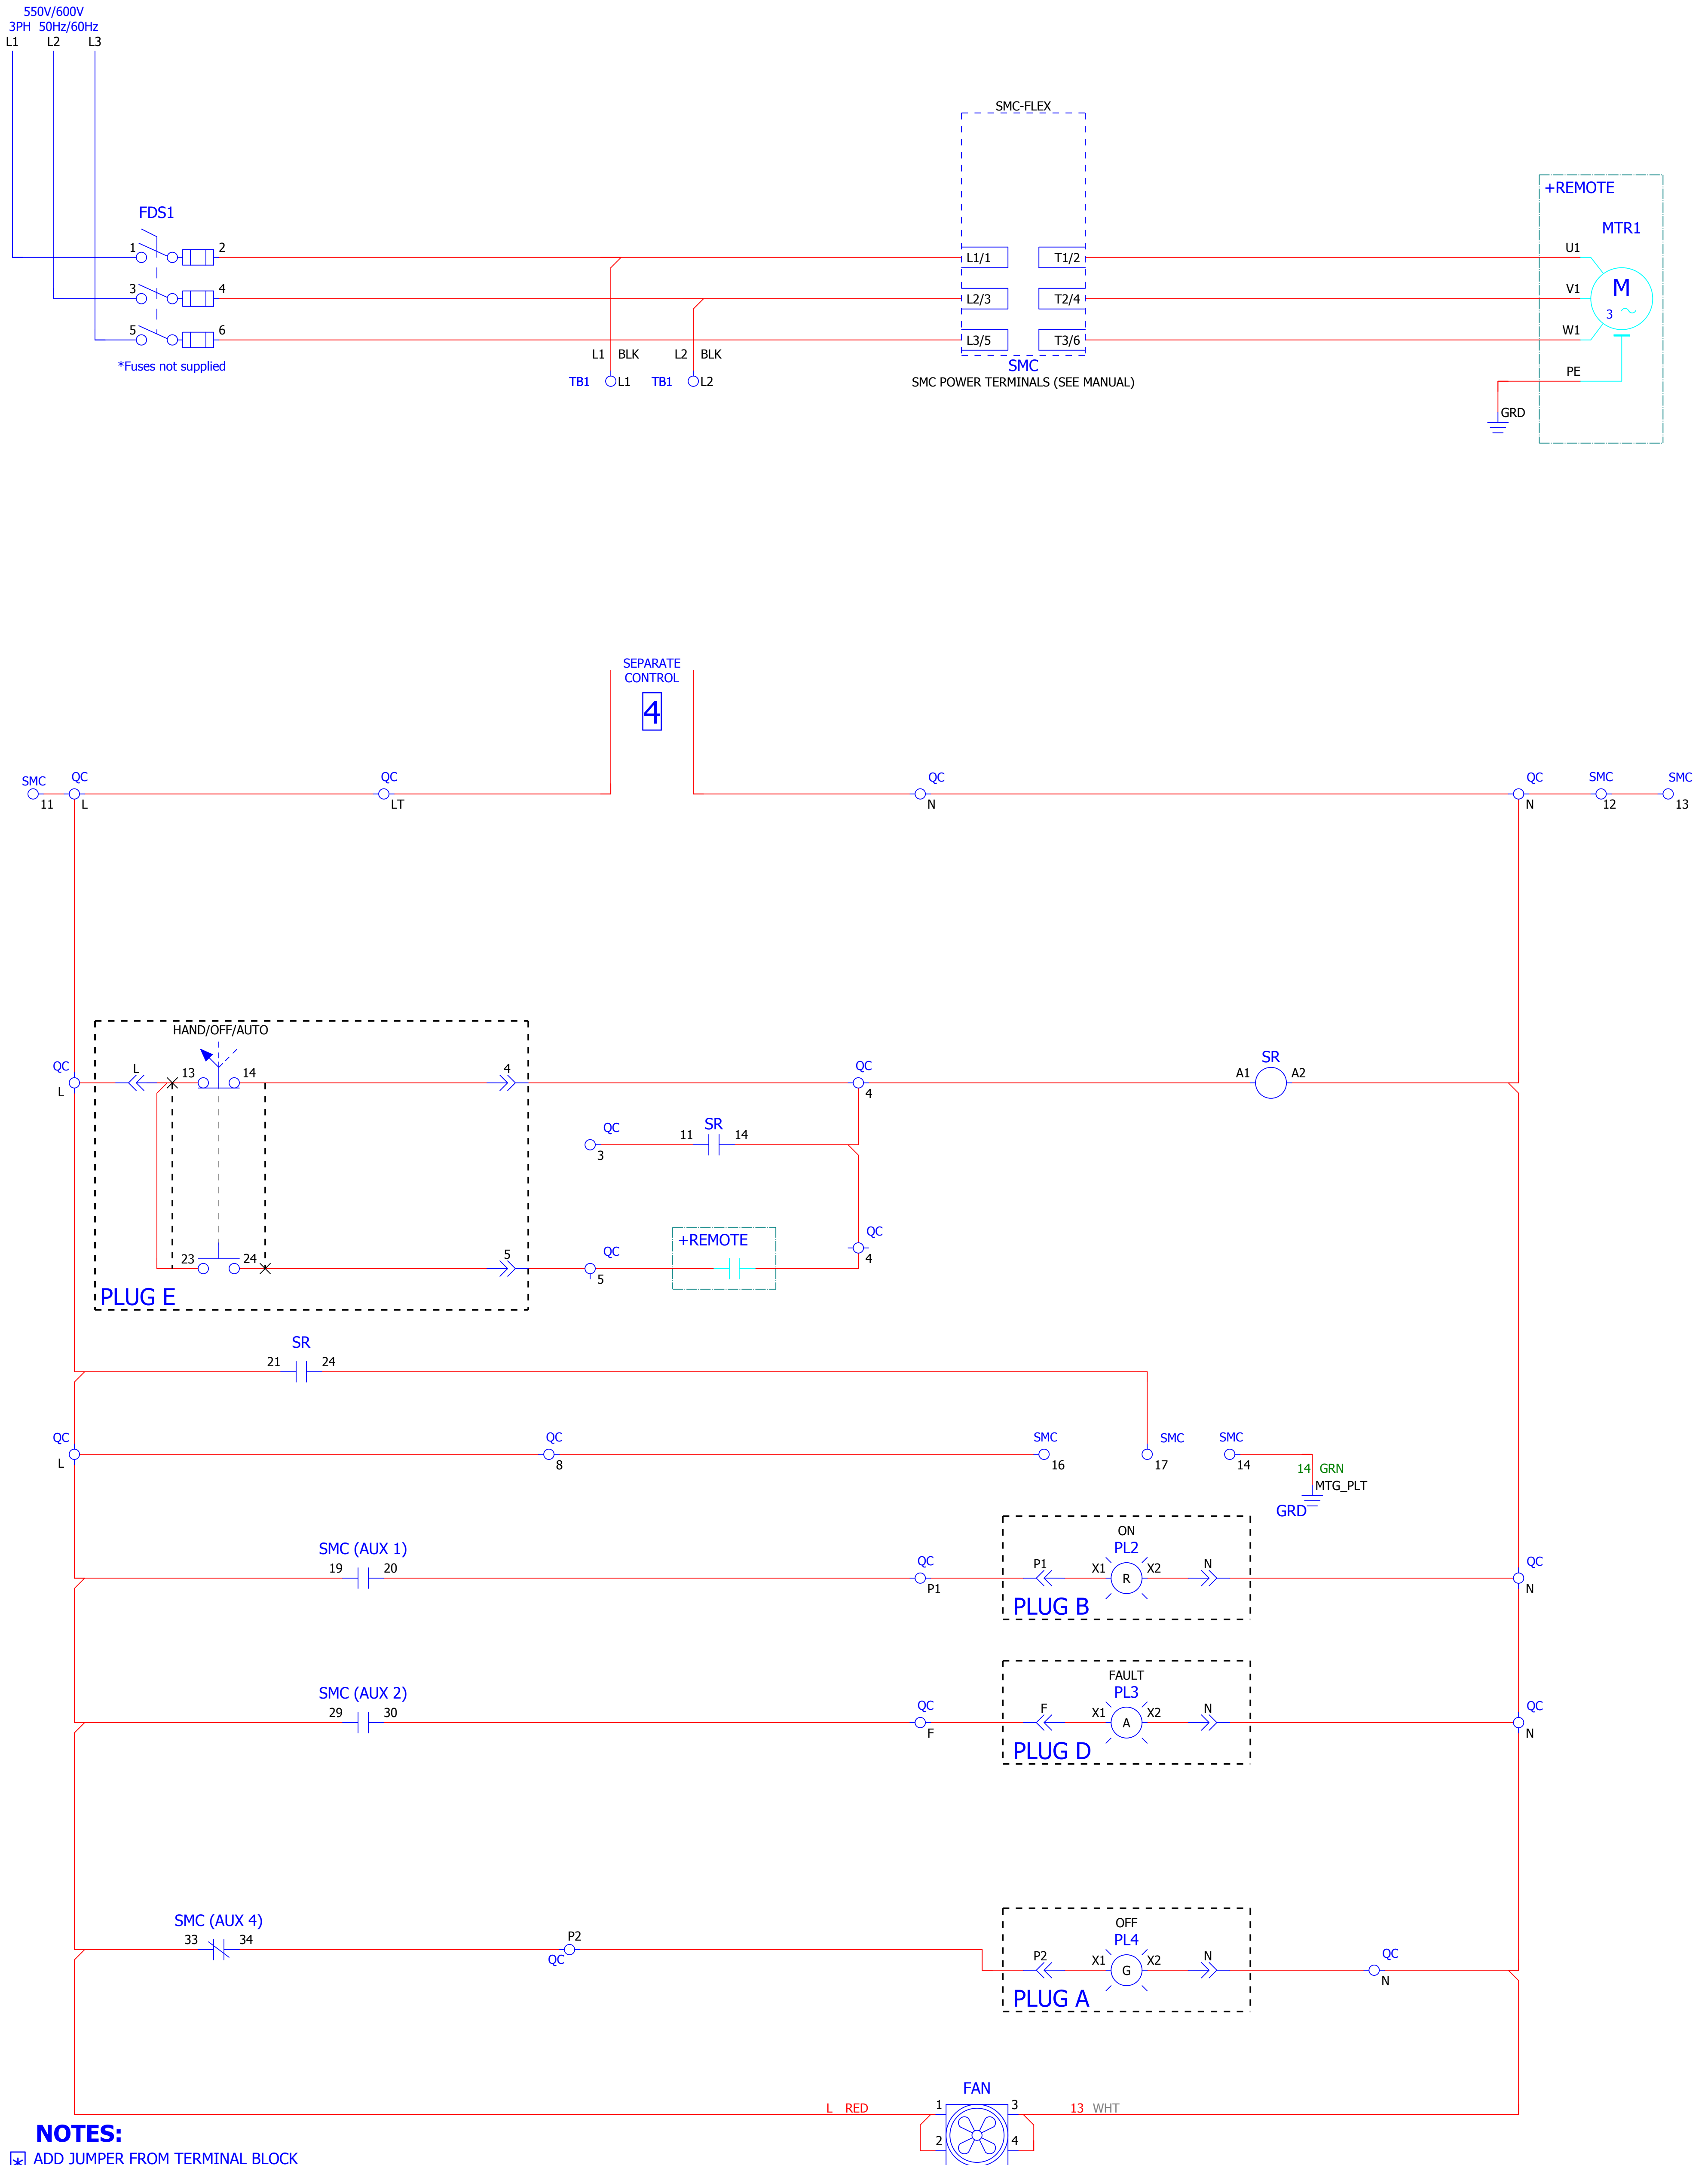 550V/600V
3PH 50Hz/60Hz
L1 L2 L3
SMC-FLEX
+REMOTE
MTR1
FDS1
1 2
3 4
5 6
*Fuses not supplied
L1/1 T1/2
L2/3 T2/4
L3/5 T3/6
U1
V1
W1
M
3
PE
GRD
L1 BLK L2 BLK
TB1 L1 TB1 L2
SMC
SMC POWER TERMINALS (SEE MANUAL)
SEPARATE
CONTROL
4
SMC QC QC QC QC SMC SMC
11 L LT N N 12 13
HAND/OFF/AUTO
QC L 13 14 4 QC A1 SR A2
L 4
QC 11 SR 14
3
+REMOTE
QC
4
23 24 5 QC
5
PLUG E
SR
21 24
QC QC SMC SMC SMC
L 8 16 17 14
14 GRN
MTG_PLT
GRD
SMC (AUX 1)
19 20
QC
P1
ON
PL2
P1 X1 R X2 N
PLUG B
QC
N
SMC (AUX 2)
29 30
QC
F
FAULT
PL3
F X1 A X2 N
PLUG D
QC
N
SMC (AUX 4)
33 34
P2
QC
OFF
PL4
P2 X1 G X2 N
PLUG A
QC
N
FAN
L RED 1 3 13 WHT
2 4
NOTES:
* ADD JUMPER FROM TERMINAL BLOCK